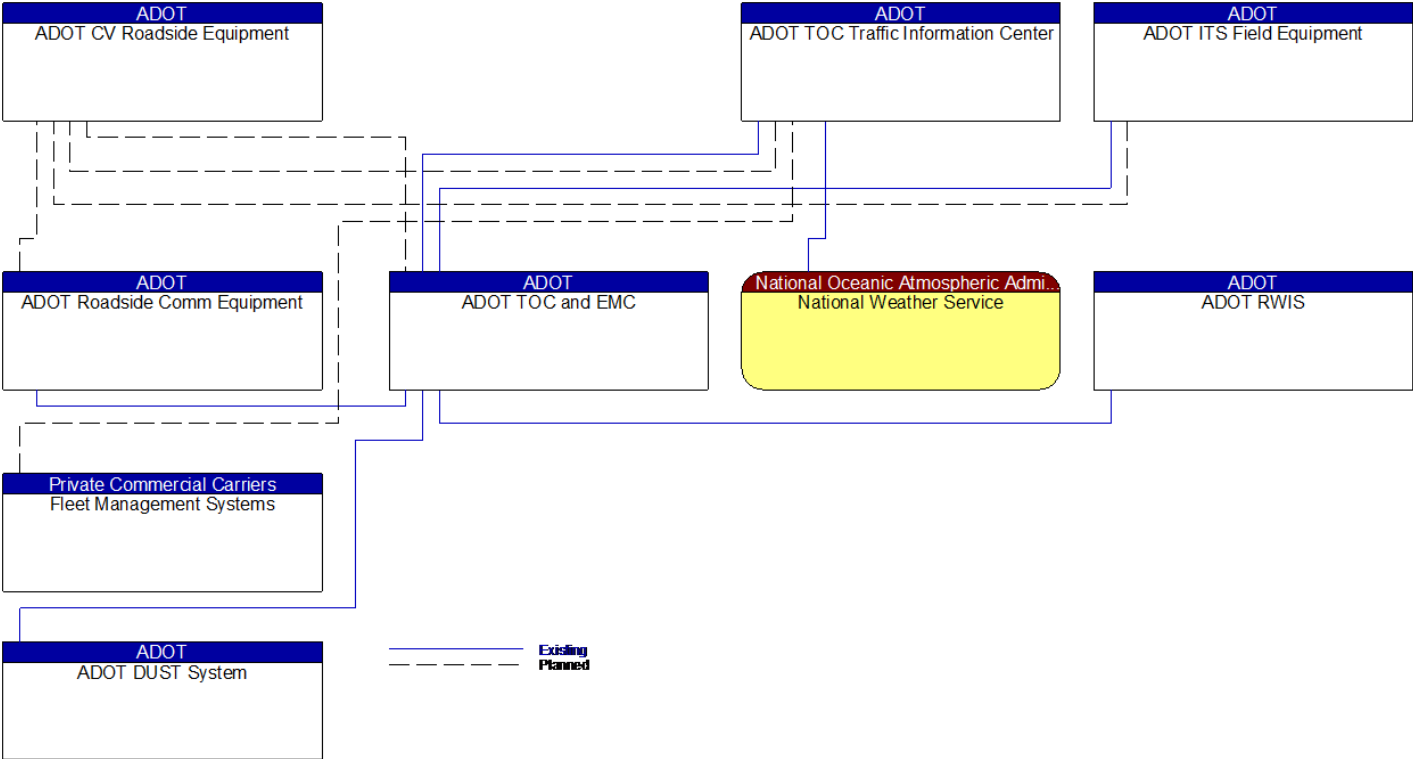 ADOT
ADOT CV Roadside Equipment
ADOT
ADOT TOC Traffic Information Center
ADOT
ADOT ITS Field Equipment
ADOT
ADOT Roadside Comm Equipment
ADOT
ADOT TOC and EMC
National Oceanic Atmospheric Admi...
National Weather Service
ADOT
ADOT RWIS
Private Commercial Carriers
Fleet Management Systems
ADOT
ADOT DUST System
Existing
Planned